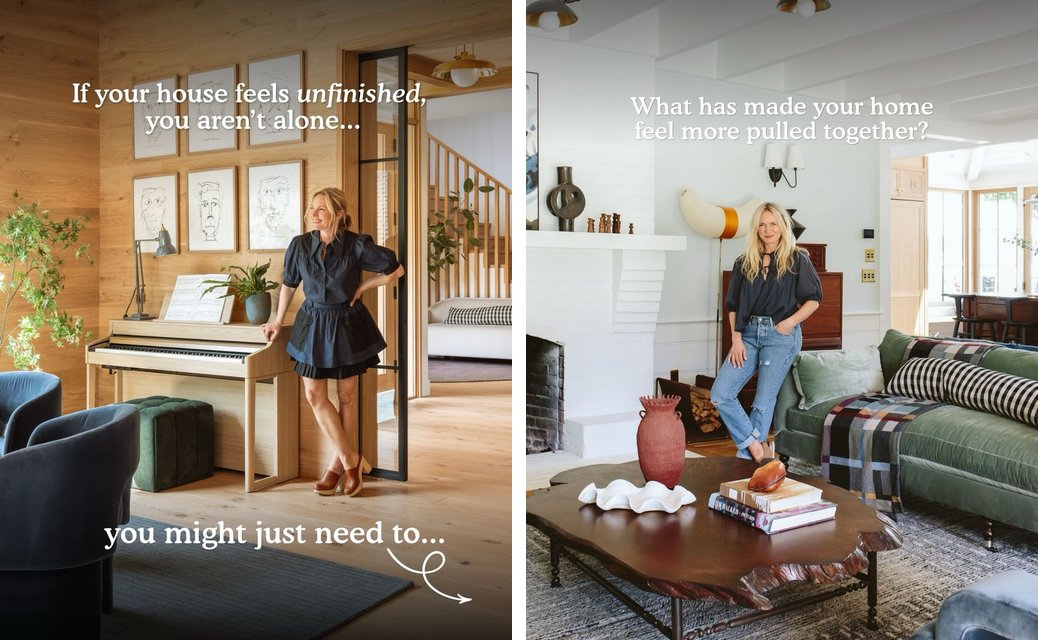 If your house feels unfinished,
you aren't alone...
you might just need to...
What has made your home
feel more pulled together?